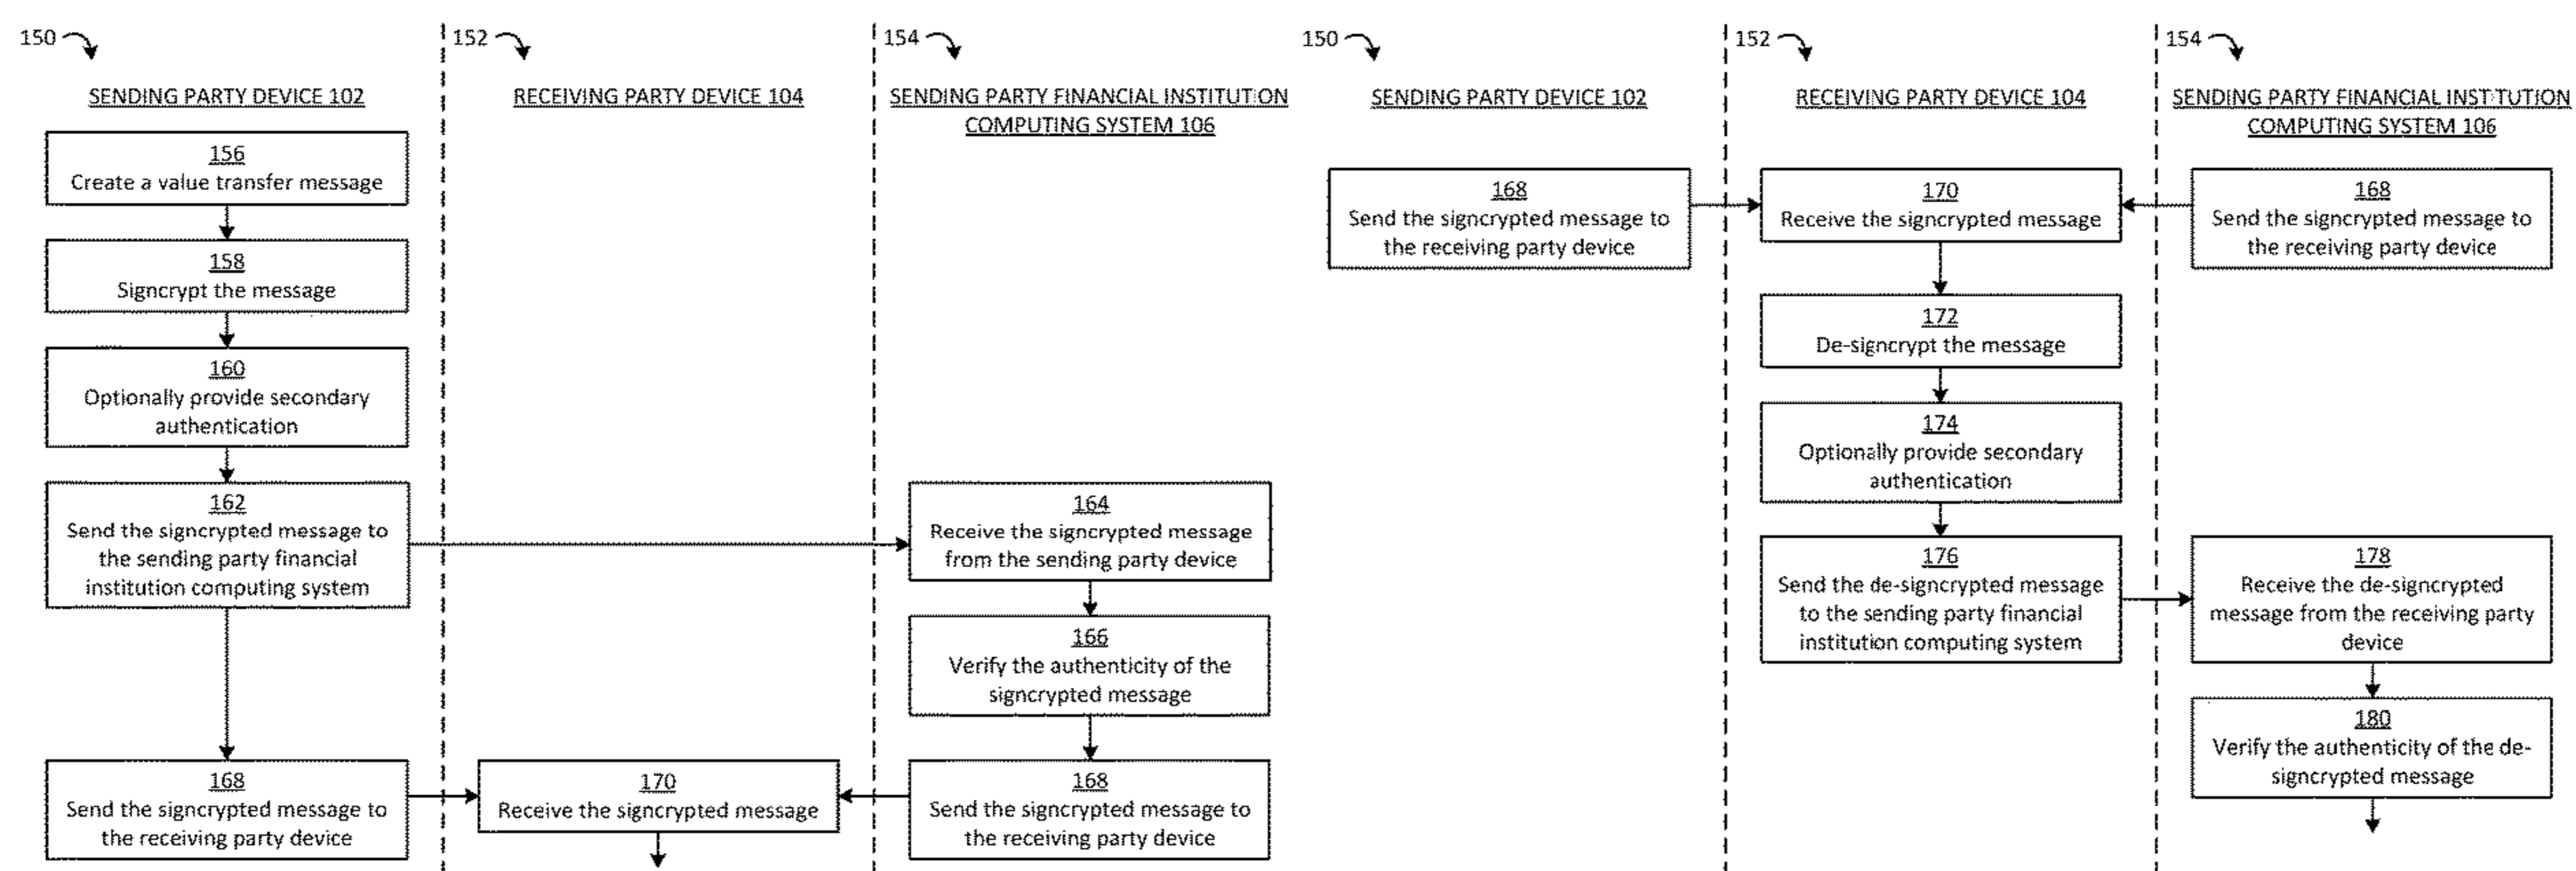 150
SENDING PARTY DEVICE 102
156
Create a value transfer message
158
Signcrypt the message
160
Optionally provide secondary
authentication
162
Send the signcrypted message to
the sending party financial
institution computing system
168
Send the signcrypted message to
the receiving party device
152
RECEIVING PARTY DEVICE 104
170
Receive the signcrypted message
154
SENDING PARTY FINANCIAL INSTITUTION
COMPUTING SYSTEM 106
164
Receive the signcrypted message
from the sending party device
166
Verify the authenticity of the
signcrypted message
168
Send the signcrypted message to
the receiving party device
150
SENDING PARTY DEVICE 102
168
Send the signcrypted message to
the receiving party device
152
RECEIVING PARTY DEVICE 104
170
Receive the signcrypted message
172
De-signcrypt the message
174
Optionally provide secondary
authentication
176
Send the de-signcrypted message
to the sending party financial
institution computing system
154
SENDING PARTY FINANCIAL INSTITUTION
COMPUTING SYSTEM 106
168
Send the signcrypted message to
the receiving party device
178
Receive the de-signcrypted
message from the receiving party
device
180
Verify the authenticity of the de-
signcrypted message